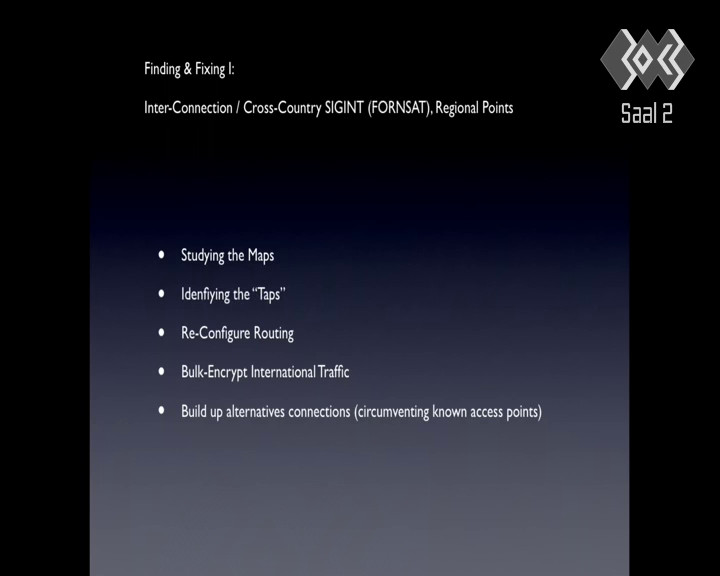 Finding & Fixing I:
Inter-Connection / Cross-Country SIGINT (FORNSAT), Regional Points
Saal 2
• Studying the Maps
• Idenfiying the “Taps”
• Re-Configure Routing
• Bulk-Encrypt International Traffic
• Build up alternatives connections (circumventing known access points)